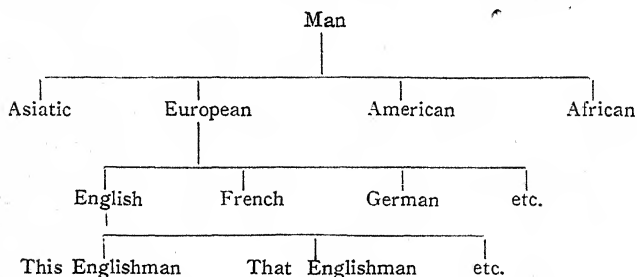 Man
Asiatic European American African
English French German etc.
This Englishman That Englishman etc.